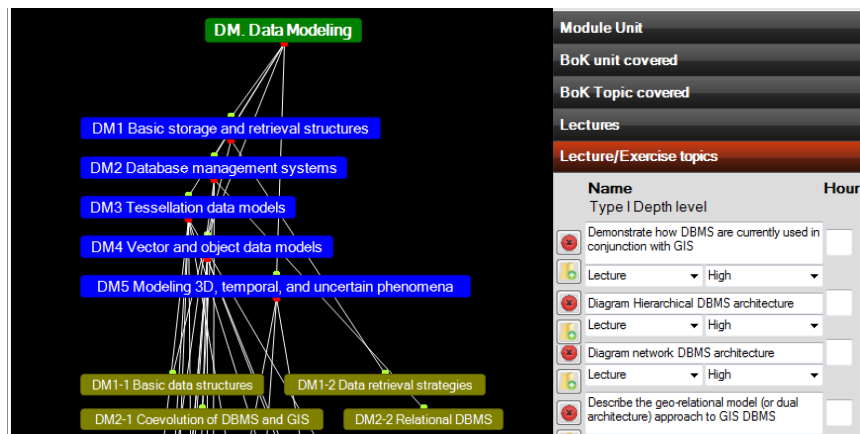 DM. Data Modeling
DM1 Basic storage and retrieval structures
DM2 Database management systems
DM3 Tessellation data models
DM4 Vector and object data models
DM5 Modeling 3D, temporal, and uncertain phenomena
DM1-1 Basic data structures
DM1-2 Data retrieval strategies
DM2-1 Coevolution of DBMS and GIS
DM2-2 Relational DBMS
Module Unit
BoK unit covered
BoK Topic covered
Lectures
Lecture/Exercise topics
Name Hour
Type | Depth level
Demonstrate how DBMS are currently used in
conjunction with GIS
Lecture High
Diagram Hierarchical DBMS architecture
Lecture High
Diagram network DBMS architecture
Lecture High
Describe the geo-relational model (or dual
architecture) approach to GIS DBMS